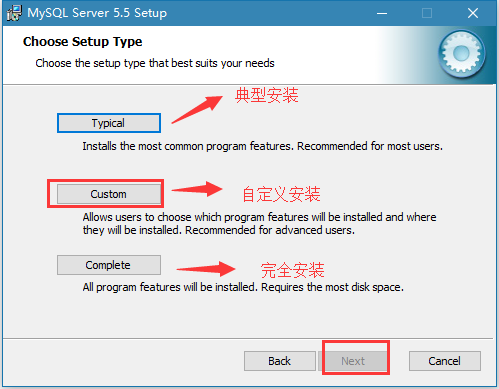 MySQL Server 5.5 Setup
Choose Setup Type
Choose the setup type that best suits your needs
典型安装
Typical
Installs the most common program features. Recommended for most users.
Custom
自定义安装
Allows users to choose which program features will be installed and where
they will be installed. Recommended for advanced users.
Complete
完全安装
All program features will be installed. Requires the most disk space.
Back
Next
Cancel